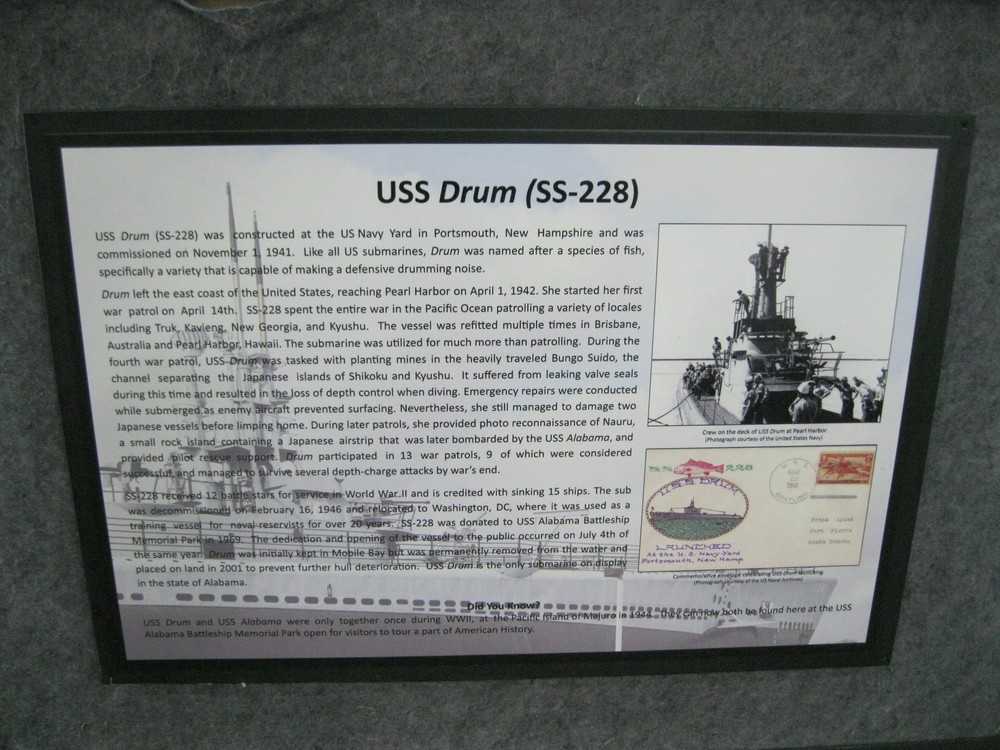 USS Drum (SS-228)
USS Drum (SS-228) was constructed at the US Navy Yard in Portsmouth, New Hampshire and was
commissioned on November 1, 1941. Like all US submarines, Drum was named after a species of fish,
specifically a variety that is capable of making a defensive drumming noise.
Drum left the east coast of the United States, reaching Pearl Harbor on April 1, 1942. She started her first
war patrol on April 14th. SS-228 spent the entire war in the Pacific Ocean patrolling a variety of locales
including Truk, Kavieng, New Georgia, and Kyushu. The vessel was refitted multiple times in Brisbane,
Australia and Pearl Harbor, Hawaii. The submarine was utilized for much more than patrolling. During the
fourth war patrol, USS Drum was tasked with planting mines in the heavily traveled Bungo Suido, the
channel separating the Japanese islands of Shikoku and Kyushu. It suffered from leaking valve seals
during this time and resulted in the loss of depth control when diving. Emergency repairs were conducted
while submerged as enemy aircraft prevented surfacing. Nevertheless, she still managed to damage two
Japanese vessels before limping home. During later patrols, she provided photo reconnaissance of Nauru,
a small rock island containing a Japanese airstrip that was later bombarded by the USS Alabama, and
provided pilot rescue support. Drum participated in 13 war patrols, 9 of which were considered
successful, and managed to survive several depth-charge attacks by war's end.
SS-228 received 12 battle stars for service in World War II and is credited with sinking 15 ships. The sub
was decommissioned on February 16, 1946 and relocated to Washington, DC, where it was used as a
training vessel for naval reservists for over 20 years. SS-228 was donated to USS Alabama Battleship
Memorial Park in 1969. The dedication and opening of the vessel to the public occurred on July 4th of
the same year. Drum was initially kept in Mobile Bay but was permanently removed from the water and
placed on land in 2001 to prevent further hull deterioration. USS Drum is the only submarine on display
in the state of Alabama.
Crew on the deck of USS Drum at Pearl Harbor
(Photograph courtesy of the United States Navy)
SS 228
USS DRUM
LAUNCHED
At the U.S. Navy Yard
Portsmouth, New Hamp
Frank
Fort Pierre
South Dakota
Commemorative envelope celebrating USS Drum launching.
(Photograph courtesy of the US Naval Archives)
Did You Know?
USS Drum and USS Alabama were only together once during WWII, at the Pacific Island of Majuro in 1944. They can now both be found here at the USS
Alabama Battleship Memorial Park open for visitors to tour a part of American History.